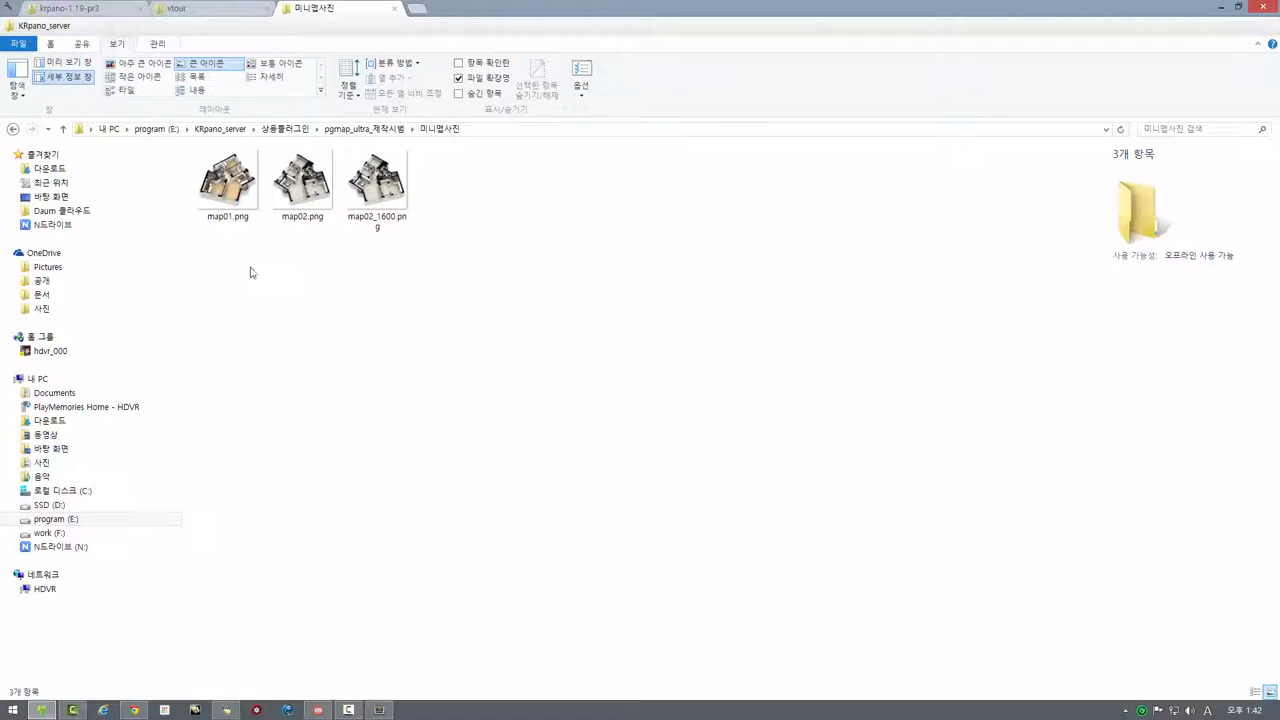 krpano-1.19-pr3
vtour
미니맵사진
KRpano_server
파일
홈
공유
보기
관리
탐색 창
미리 보기 창
세부 정보 창
창
아주 큰 아이콘
큰 아이콘
보통 아이콘
작은 아이콘
목록
자세히
타일
내용
레이아웃
정렬 기준
분류 방법
열 추가
모든 열 너비 조정
현재 보기
항목 확인란
파일 확장명
숨긴 항목
선택한 항목 숨기기/해제
표시/숨기기
옵션
내 PC
program (E:)
KRpano_server
상용플러그인
pgmap_ultra_제작시범
미니맵사진
미니맵사진 검색
즐겨찾기
다운로드
최근 위치
바탕 화면
Daum 클라우드
N드라이브
OneDrive
Pictures
공개
문서
사진
홈 그룹
hdvr_000
내 PC
Documents
PlayMemories Home - HDVR
다운로드
동영상
바탕 화면
사진
음악
로컬 디스크 (C:)
SSD (D:)
program (E:)
work (F:)
N드라이브 (N:)
네트워크
HDVR
map01.png
map02.png
map02_1600.pn
g
3개 항목
사용 가능성: 오프라인 사용 가능
3개 항목
A
오후 1:42